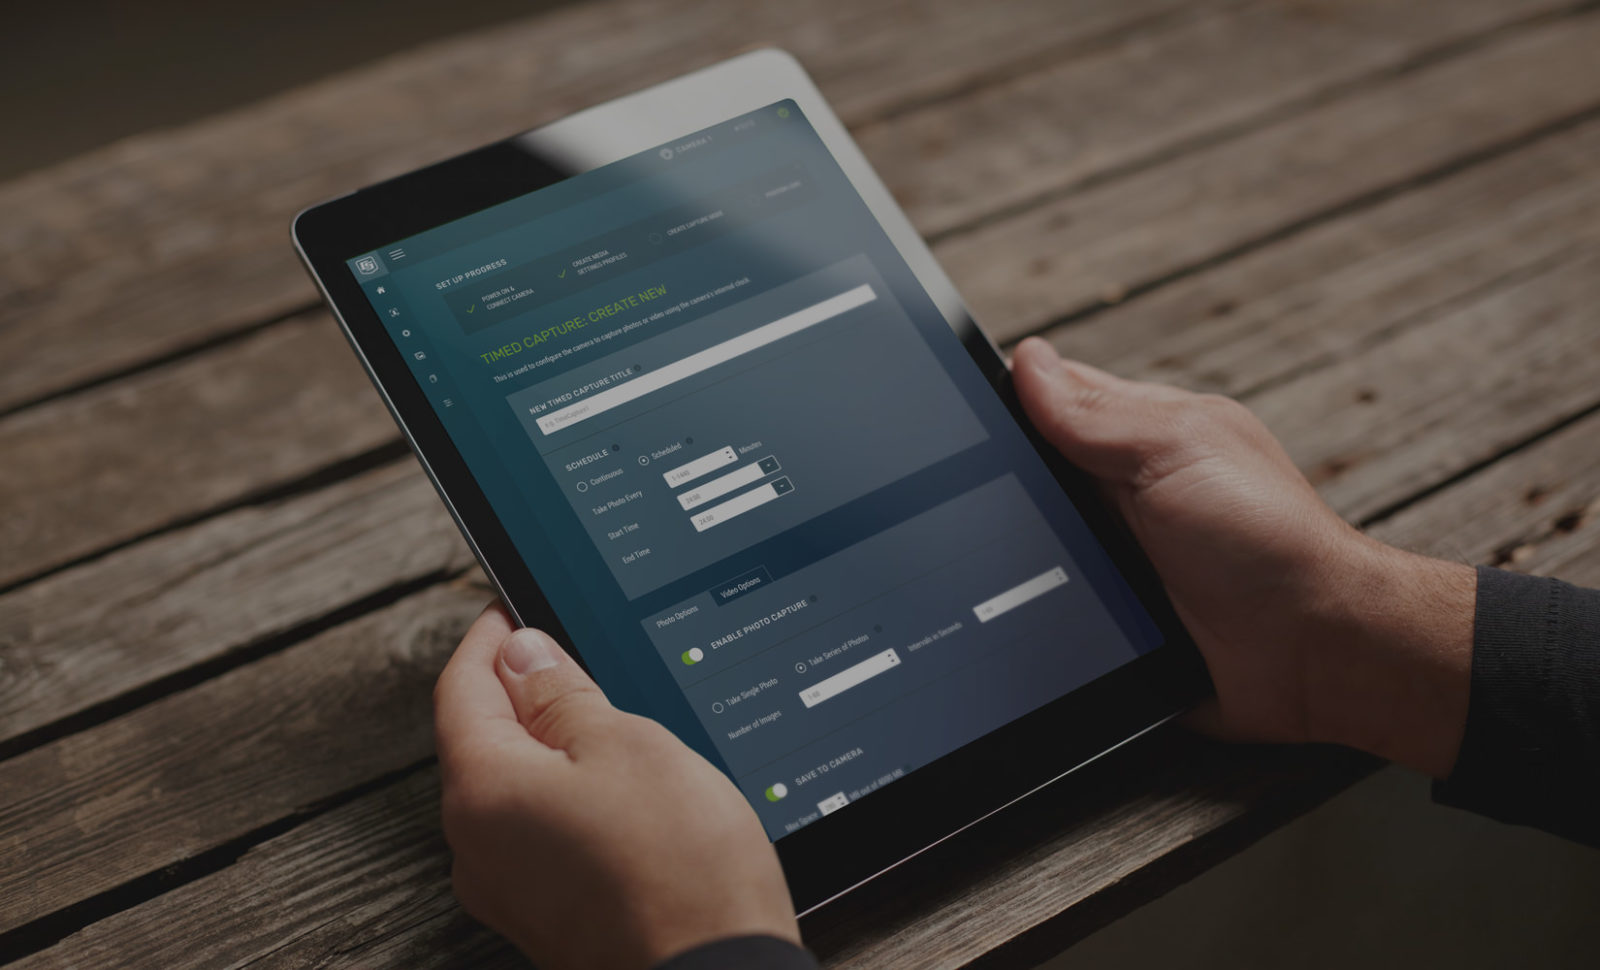 CAMERA 1
SET UP PROGRESS
POWER ON &
CONNECT CAMERA
CREATE MEDIA
SETTINGS PROFILES
CREATE CAPTURE MODE
TIMED CAPTURE: CREATE NEW
This is used to configure the camera to capture photos or video using the camera's internal clock.
NEW TIMED CAPTURE TITLE
E.G. TimeCapture1
SCHEDULE
Continuous
Scheduled
Take Photo Every
1-1440
Minutes
Start Time
24:00
End Time
24:00
Photo Options
Video Options
ENABLE PHOTO CAPTURE
Take Single Photo
Take Series of Photos
Number of Images
1-60
Intervals in Seconds
1-60
SAVE TO CAMERA
Max Space
MB out of 8000 MB